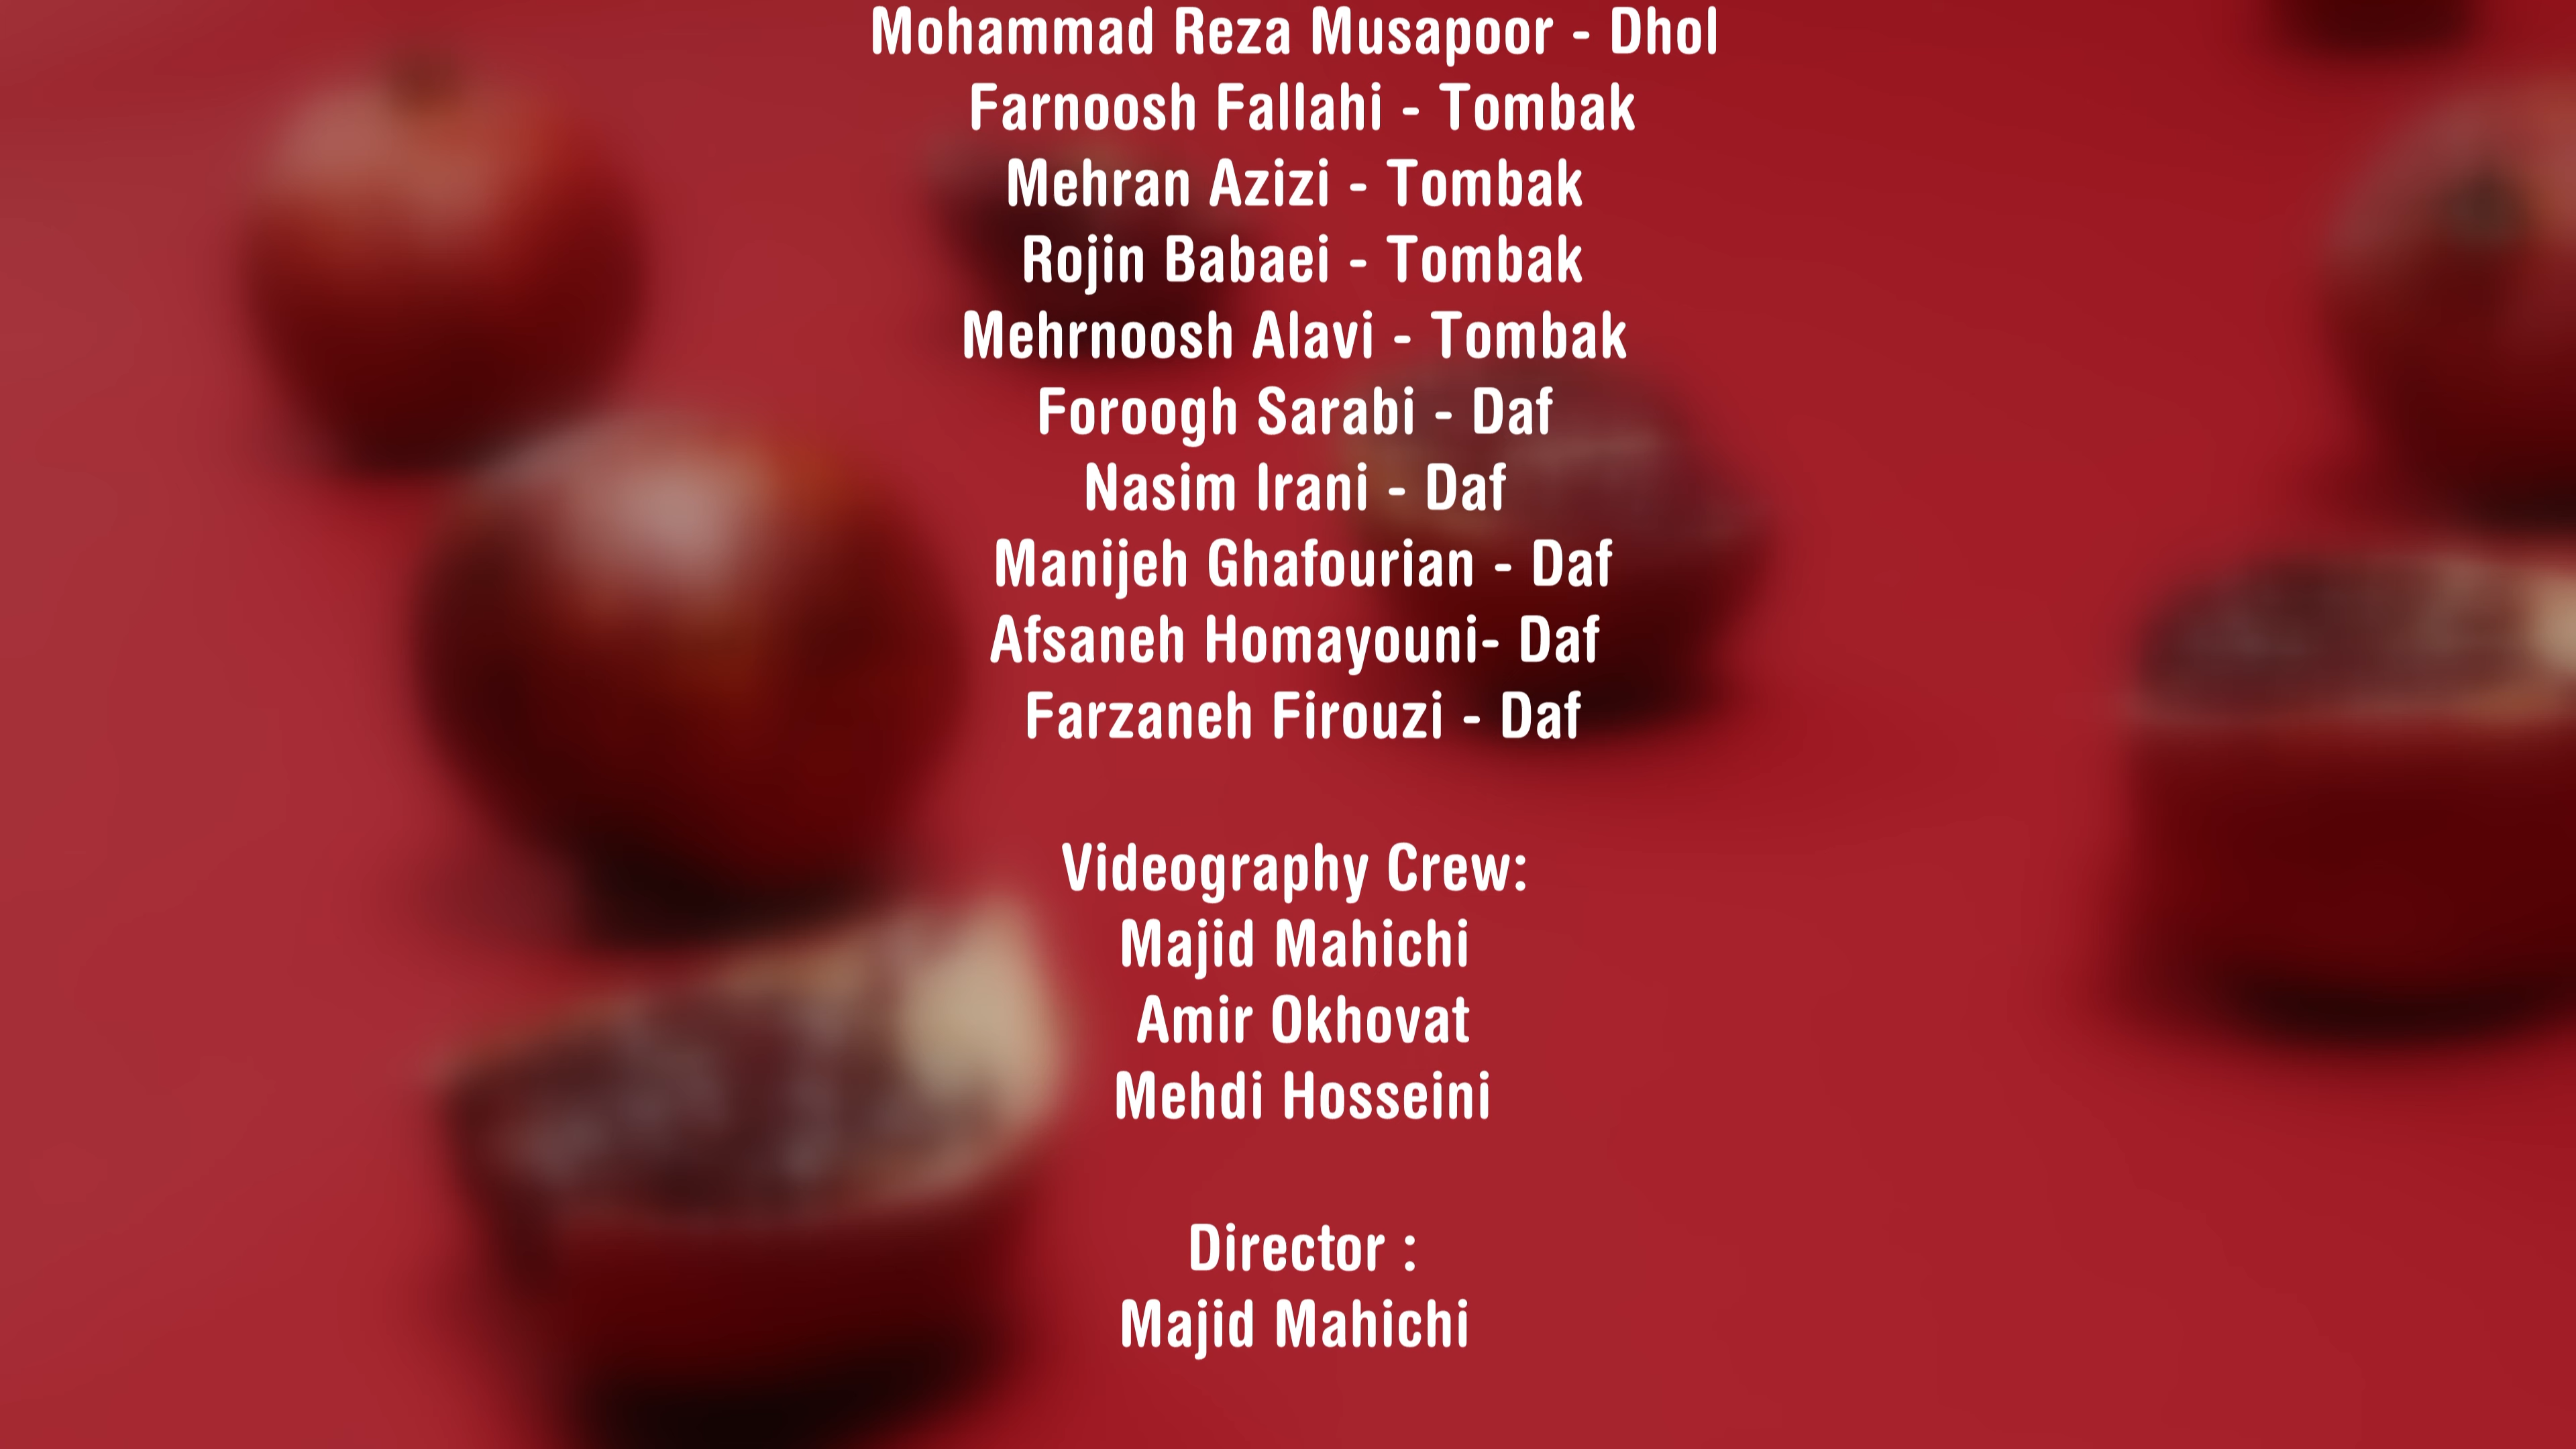 Mohammad Reza Musapoor - Dhol
Farnoosh Fallahi - Tombak
Mehran Azizi - Tombak
Rojin Babaei - Tombak
Mehrnoosh Alavi - Tombak
Foroogh Sarabi - Daf
Nasim Irani - Daf
Manijeh Ghafourian - Daf
Afsaneh Homayouni- Daf
Farzaneh Firouzi - Daf
Videography Crew:
Majid Mahichi
Amir Okhovat
Mehdi Hosseini
Director :
Majid Mahichi